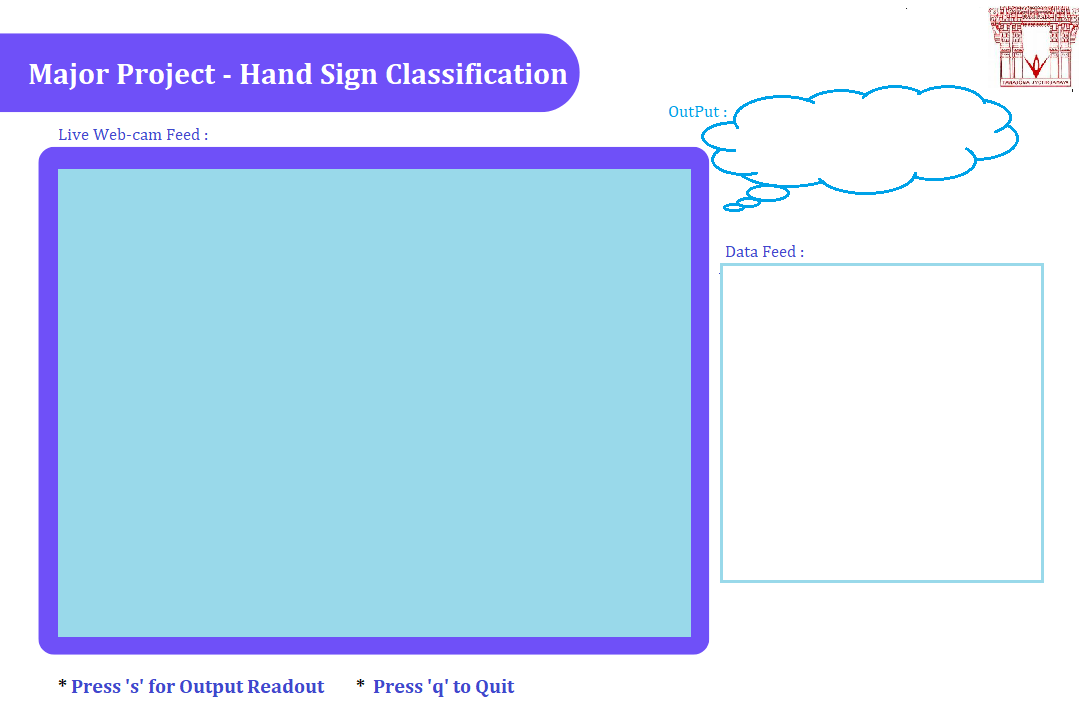 Major Project - Hand Sign Classification
OutPut :
Live Web-cam Feed :
Data Feed :
* Press 's' for Output Readout * Press 'q' to Quit